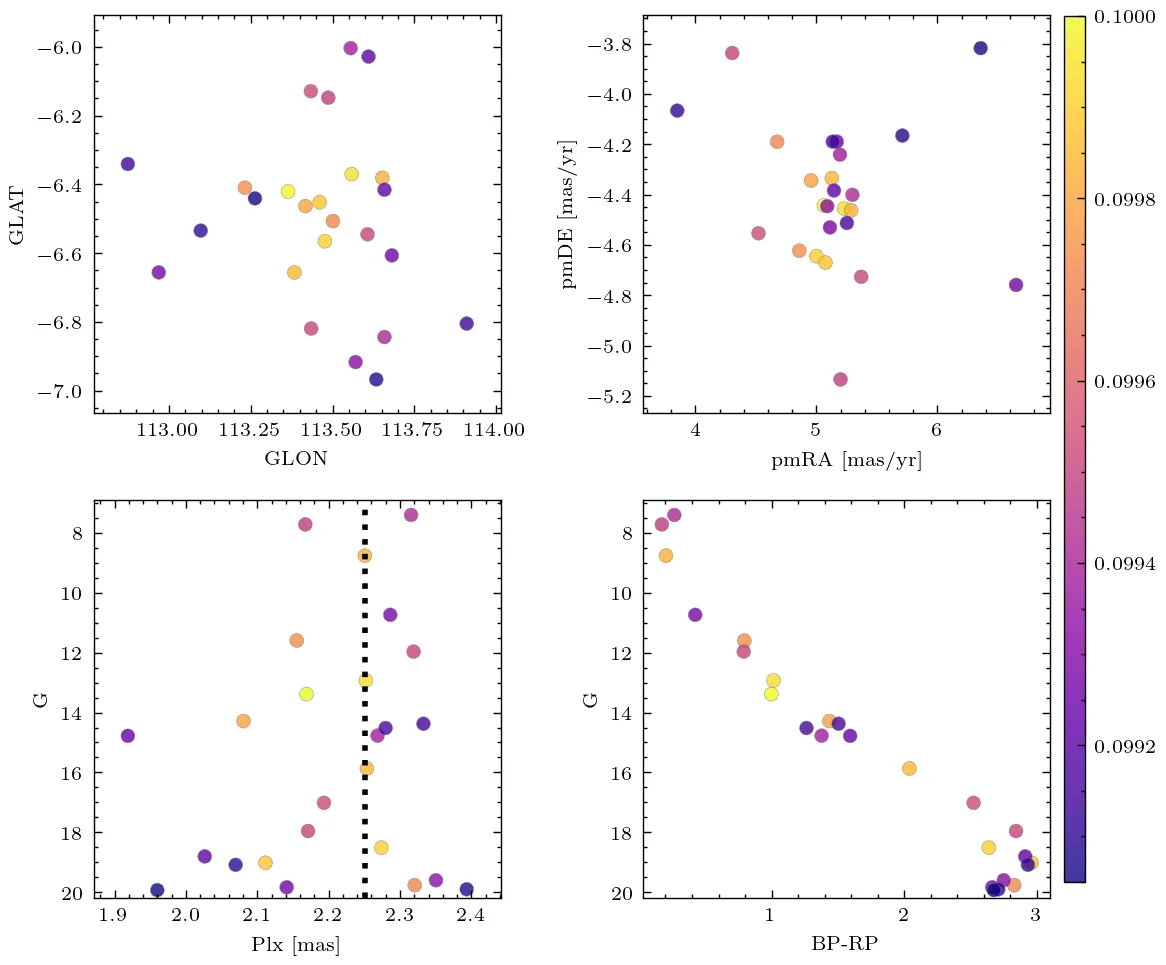 −6.0
−6.2
−6.4
−6.6
−6.8
−7.0
GLAT
113.00 113.25 113.50 113.75 114.00
GLON
−3.8
−4.0
−4.2
−4.4
−4.6
−4.8
−5.0
−5.2
pmDE [mas/yr]
4 5 6
pmRA [mas/yr]
0.1000
0.0998
0.0996
0.0994
0.0992
8
10
12
14
16
18
20
G
1.9 2.0 2.1 2.2 2.3 2.4
Plx [mas]
8
10
12
14
16
18
20
G
1 2 3
BP-RP